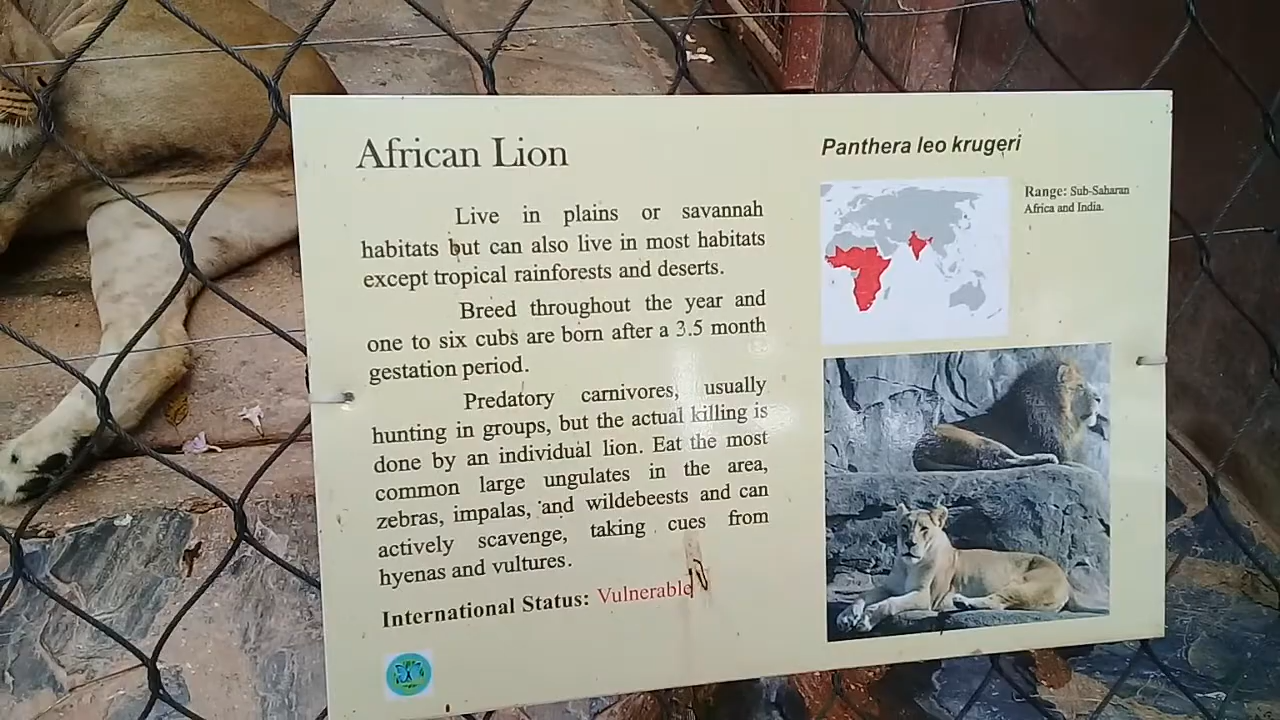 African Lion
Live in plains or savannah
habitats but can also live in most habitats
except tropical rainforests and deserts.
Breed throughout the year and
one to six cubs are born after a 3.5 month
gestation period.
Predatory carnivores, usually
hunting in groups, but the actual killing is
done by an individual lion. Eat the most
common large ungulates in the area,
zebras, impalas, and wildebeests and can
actively scavenge, taking cues from
hyenas and vultures.
International Status: Vulnerable
Panthera leo krugeri
Range: Sub-Saharan
Africa and India.